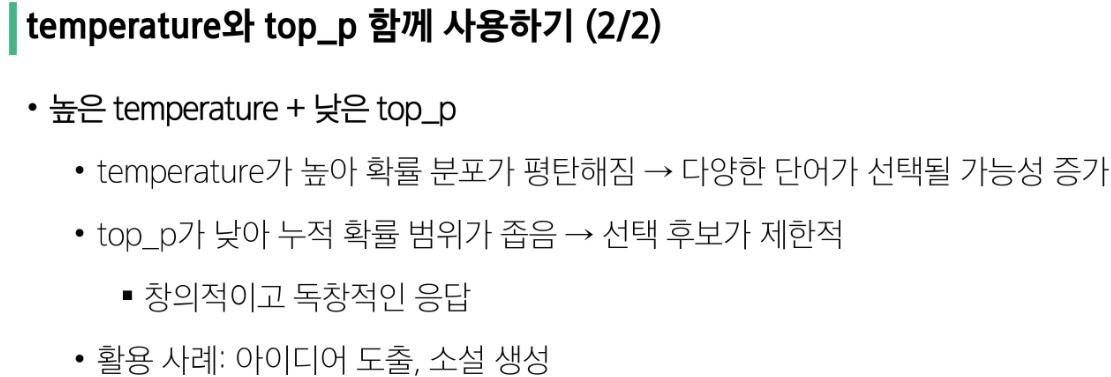 temperature와 top_p 함께 사용하기 (2/2)
• 높은 temperature + 낮은 top_p
• temperature가 높아 확률 분포가 평탄해짐 → 다양한 단어가 선택될 가능성 증가
• top_p가 낮아 누적 확률 범위가 좁음 → 선택 후보가 제한적
▪ 창의적이고 독창적인 응답
• 활용 사례: 아이디어 도출, 소설 생성